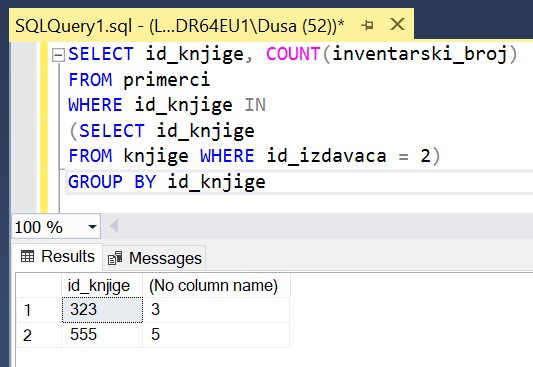 SQLQuery1.sql - (L...DR64EU1\Dusa (52))*
SELECT id_knjige, COUNT(inventarski_broj)
FROM primerci
WHERE id_knjige IN
(SELECT id_knjige
FROM knjige WHERE id_izdavaca = 2)
GROUP BY id_knjige
100 %
Results Messages
id_knjige (No column name)
1 323 3
2 555 5